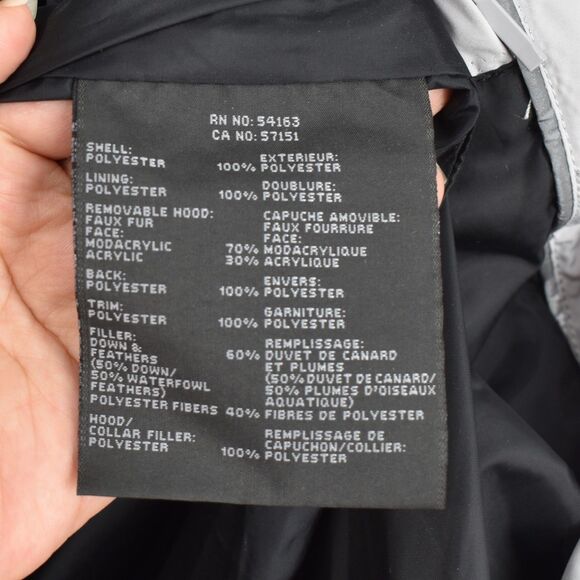 RN NO: 54163
CA NO: 57151
SHELL: EXTERIEUR:
POLYESTER 100% POLYESTER
LINING: DOUBLURE:
POLYESTER 100% POLYESTER
REMOVABLE HOOD: CAPUCHE AMOVIBLE:
FAUX FUR FAUX FOURRURE
FACE: FACE:
MODACRYLIC 70% MODACRYLIQUE
ACRYLIC 30% ACRYLIQUE
BACK: ENVERS:
POLYESTER 100% POLYESTER
TRIM: GARNITURE:
POLYESTER 100% POLYESTER
FILLER: REMPLISSAGE:
DOWN & 60% DUVET DE CANARD
FEATHERS ET PLUMES
(50% DOWN/ (50% DUVET DE CANARD/
50% WATERFOWL 50% PLUMES D'OISEAUX
FEATHERS) AQUATIQUE)
POLYESTER FIBERS 40% FIBRES DE POLYESTER
HOOD/ REMPLISSAGE DE
COLLAR FILLER: CAPUCHON/COLLIER:
POLYESTER 100% POLYESTER